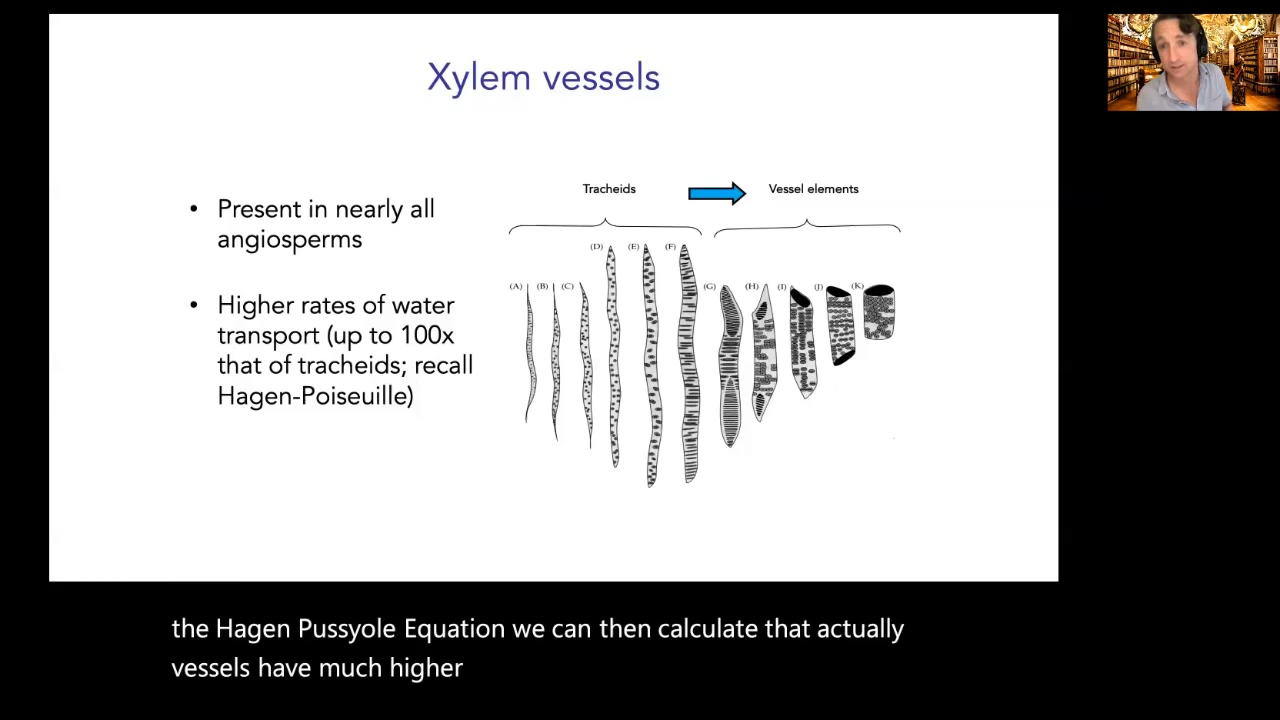 Xylem vessels
• Present in nearly all
angiosperms
• Higher rates of water
transport (up to 100x
that of tracheids; recall
Hagen-Poiseuille)
Tracheids
Vessel elements
(D) (E) (F)
(A) (B) (C) (G) (H) (I) (J) (K)
the Hagen Pussyole Equation we can then calculate that actually
vessels have much higher